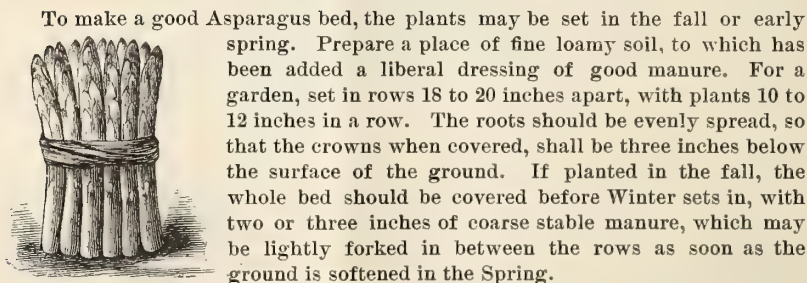 To make a good Asparagus bed, the plants may be set in the fall or early
spring. Prepare a place of fine loamy soil, to which has
been added a liberal dressing of good manure. For a
garden, set in rows 18 to 20 inches apart, with plants 10 to
12 inches in a row. The roots should be evenly spread, so
that the crowns when covered, shall be three inches below
the surface of the ground. If planted in the fall, the
whole bed should be covered before Winter sets in, with
two or three inches of coarse stable manure, which may
be lightly forked in between the rows as soon as the
ground is softened in the Spring.